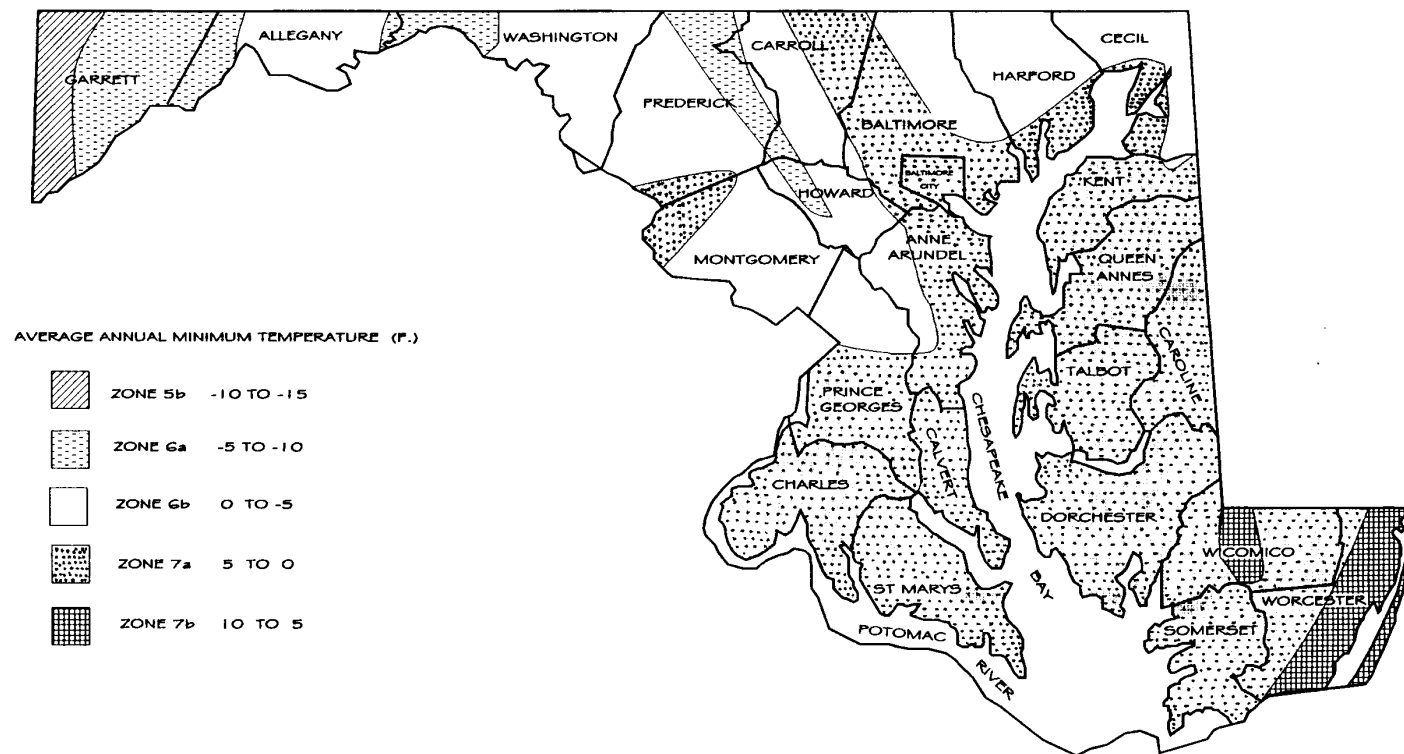 ALLEGANY
WASHINGTON
CARROLL
CECIL
GARRETT
HARFORD
FREDERICK
BALTIMORE
BALTIMORE
CITY
KENT
HOWARD
ANNE
ARUNDEL
MONTGOMERY
QUEEN
ANNES
AVERAGE ANNUAL MINIMUM TEMPERATURE (F.)
ZONE 5b -10 TO -15
ZONE 6a -5 TO -10
ZONE 6b 0 TO -5
ZONE 7a 5 TO 0
ZONE 7b 10 TO 5
CAROLINE
TALBOT
PRINCE
GEORGES
CHESAPEAKE
BAY
CALVERT
CHARLES
DORCHESTER
WICOMICO
ST MARYS
WORCESTER
SOMERSET
POTOMAC
RIVER